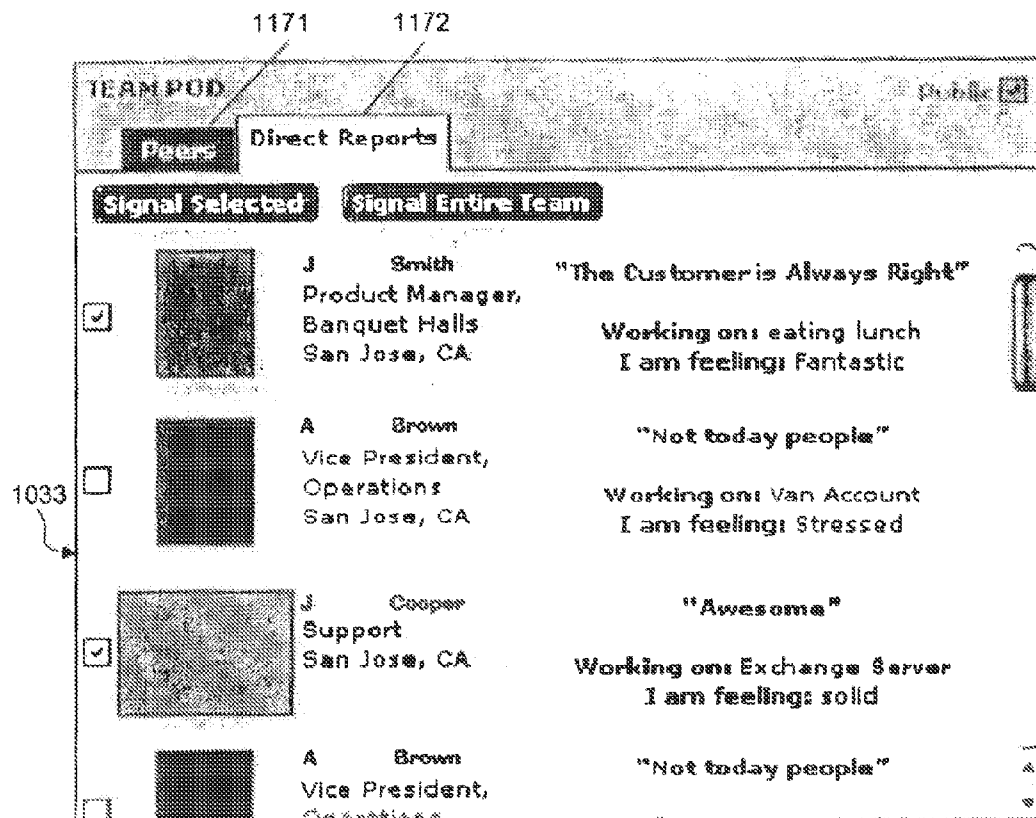 1171 1172
TEAM POD Public
Peers Direct Reports
Signal Selected Signal Entire Team
J Smith
Product Manager,
Banquet Halls
San Jose, CA
"The Customer is Always Right"
Working on: eating lunch
I am feeling: Fantastic
A Brown
Vice President,
Operations
San Jose, CA
"Not today people"
Working on: Van Account
I am feeling: Stressed
1033
J Cooper
Support
San Jose, CA
"Awesome"
Working on: Exchange Server
I am feeling: solid
A Brown
Vice President,
Operations
"Not today people"